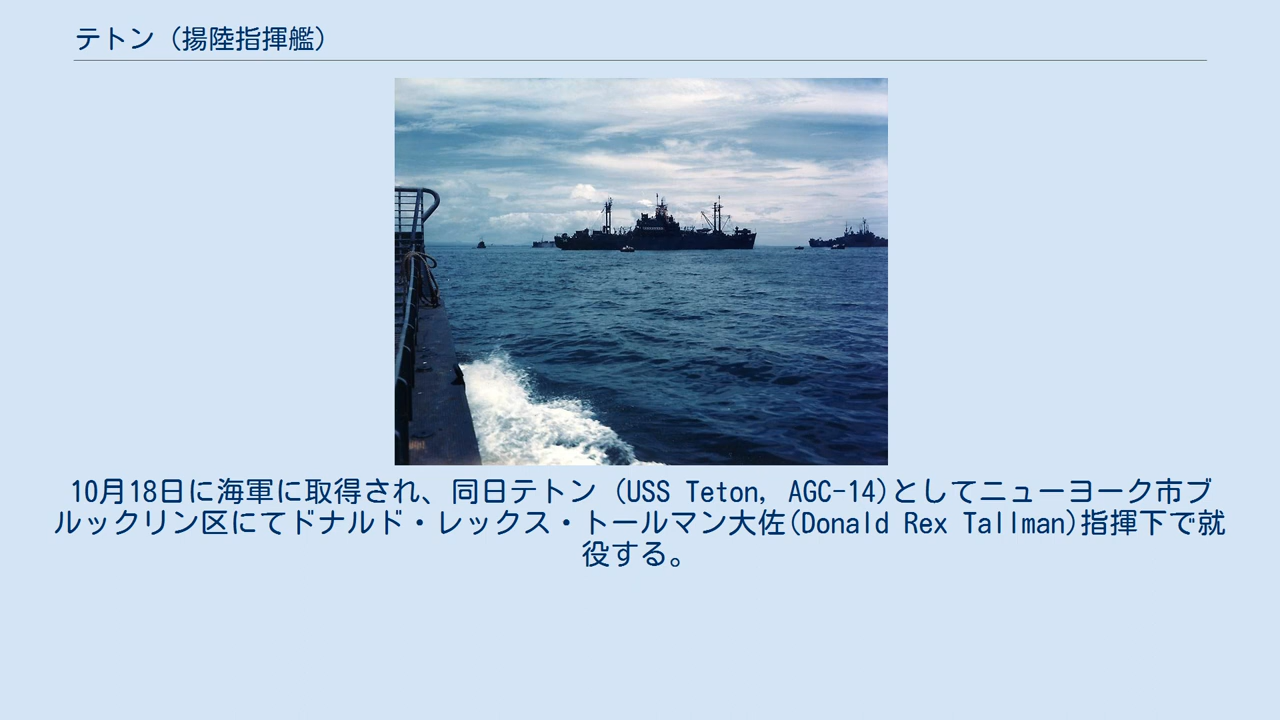 テトン（揚陸指揮艦）
10月18日に海軍に取得され、同日テトン（USS Teton, AGC-14)としてニューヨーク市ブ
ルックリン区にてドナルド・レックス・トールマン大佐(Donald Rex Tallman)指揮下で就
役する。